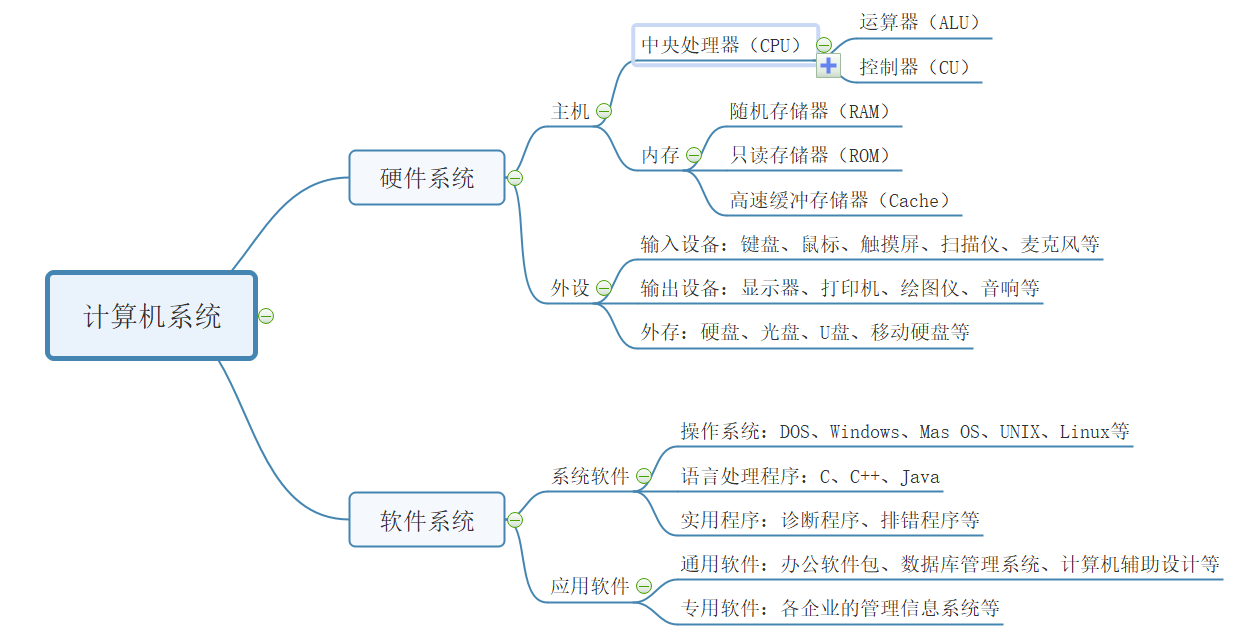 计算机系统
硬件系统
主机
中央处理器（CPU）
运算器（ALU）
控制器（CU）
内存
随机存储器（RAM）
只读存储器（ROM）
高速缓冲存储器（Cache）
外设
输入设备：键盘、鼠标、触摸屏、扫描仪、麦克风等
输出设备：显示器、打印机、绘图仪、音响等
外存：硬盘、光盘、U盘、移动硬盘等
软件系统
系统软件
操作系统：DOS、Windows、Mas OS、UNIX、Linux等
语言处理程序：C、C++、Java
实用程序：诊断程序、排错程序等
应用软件
通用软件：办公软件包、数据库管理系统、计算机辅助设计等
专用软件：各企业的管理信息系统等